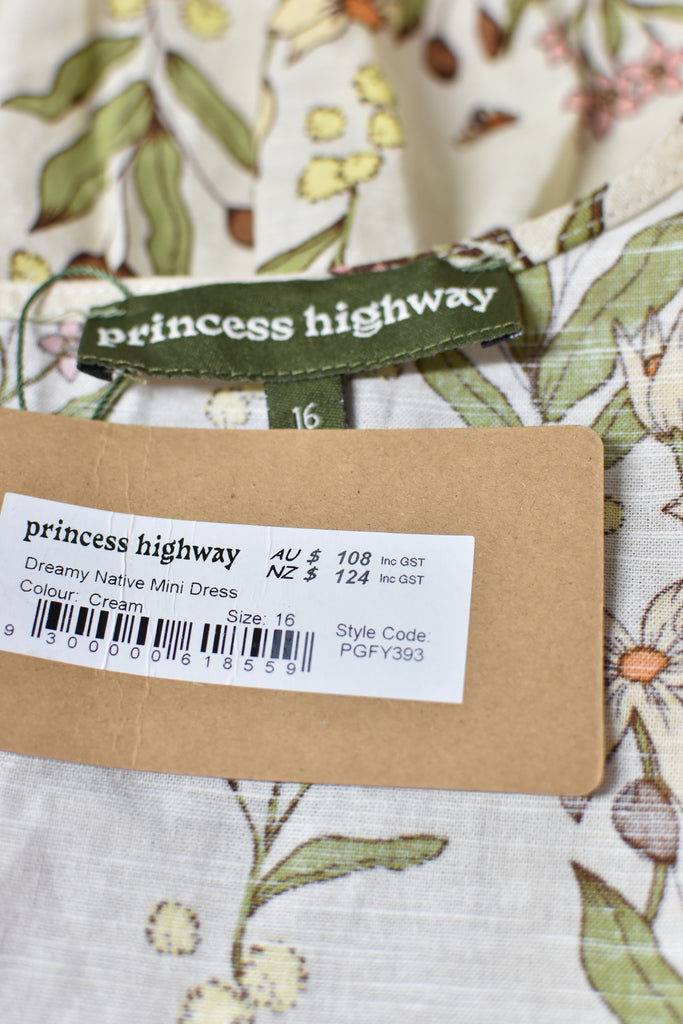 princess highway
16
princess highway
AU $ 108 Inc GST
NZ $ 124 Inc GST
Dreamy Native Mini Dress
Colour: Cream
Size: 16
9 300000 618559
Style Code:
PGFY393